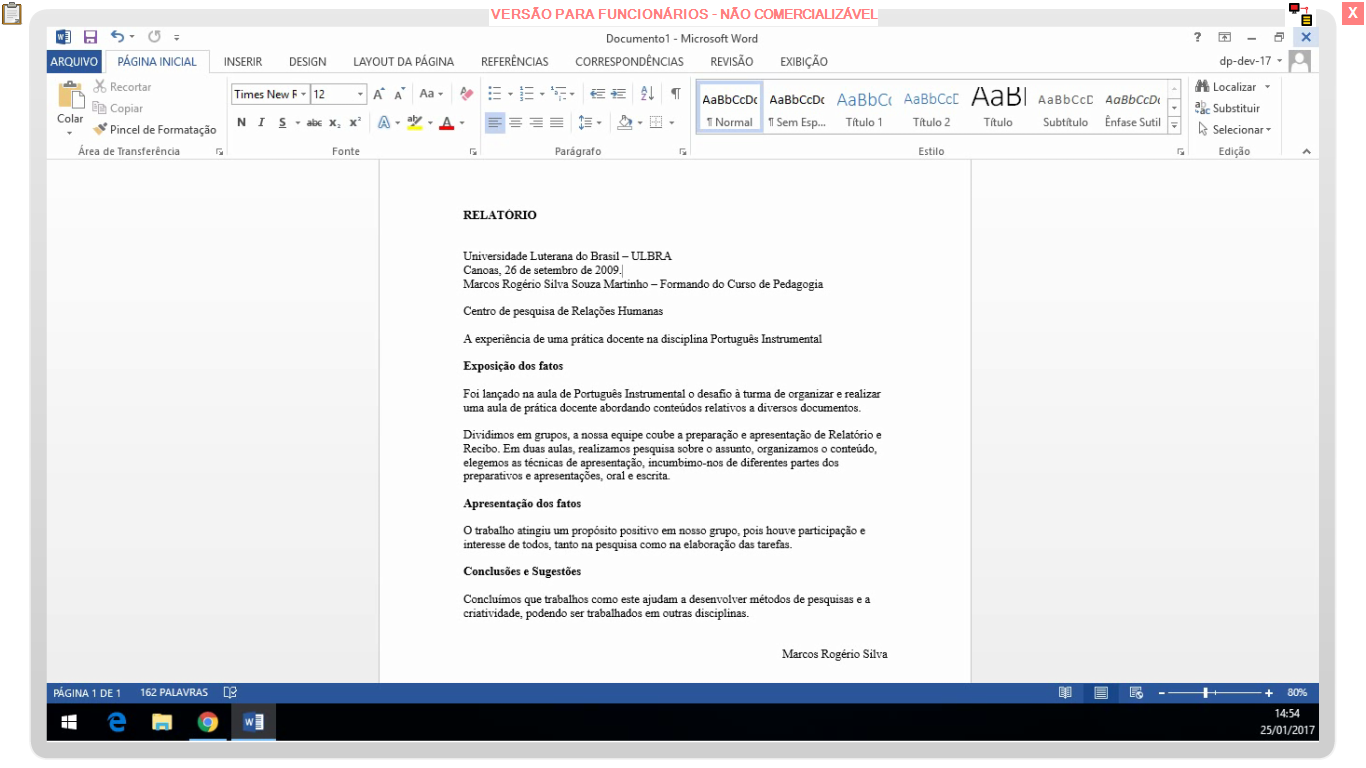 VERSÃO PARA FUNCIONÁRIOS - NÃO COMERCIALIZÁVEL
X
Documento1 - Microsoft Word
?
ARQUIVO PÁGINA INICIAL INSERIR DESIGN LAYOUT DA PÁGINA REFERÊNCIAS CORRESPONDÊNCIAS REVISÃO EXIBIÇÃO dp-dev-17
Colar
Recortar
Copiar
Pincel de Formatação
Área de Transferência
Times New F 12
N I S abc x₂ x²
Aa
A
Fonte
Parágrafo
AaBbCcDc AaBbCcDc AaBbCc AaBbCcD AaBl AaBbCcD AaBbCcDc
¶ Normal ¶ Sem Esp... Título 1 Título 2 Título Subtítulo Ênfase Sutil
Estilo
Localizar
Substituir
Selecionar
Edição
RELATÓRIO
Universidade Luterana do Brasil – ULBRA
Canoas, 26 de setembro de 2009.
Marcos Rogério Silva Souza Martinho – Formando do Curso de Pedagogia
Centro de pesquisa de Relações Humanas
A experiência de uma prática docente na disciplina Português Instrumental
Exposição dos fatos
Foi lançado na aula de Português Instrumental o desafio à turma de organizar e realizar
uma aula de prática docente abordando conteúdos relativos a diversos documentos.
Dividimos em grupos, a nossa equipe coube a preparação e apresentação de Relatório e
Recibo. Em duas aulas, realizamos pesquisa sobre o assunto, organizamos o conteúdo,
elegemos as técnicas de apresentação, incumbimo-nos de diferentes partes dos
preparativos e apresentações, oral e escrita.
Apresentação dos fatos
O trabalho atingiu um propósito positivo em nosso grupo, pois houve participação e
interesse de todos, tanto na pesquisa como na elaboração das tarefas.
Conclusões e Sugestões
Concluímos que trabalhos como este ajudam a desenvolver métodos de pesquisas e a
criatividade, podendo ser trabalhados em outras disciplinas.
Marcos Rogério Silva
PÁGINA 1 DE 1 162 PALAVRAS 80%
14:54
25/01/2017